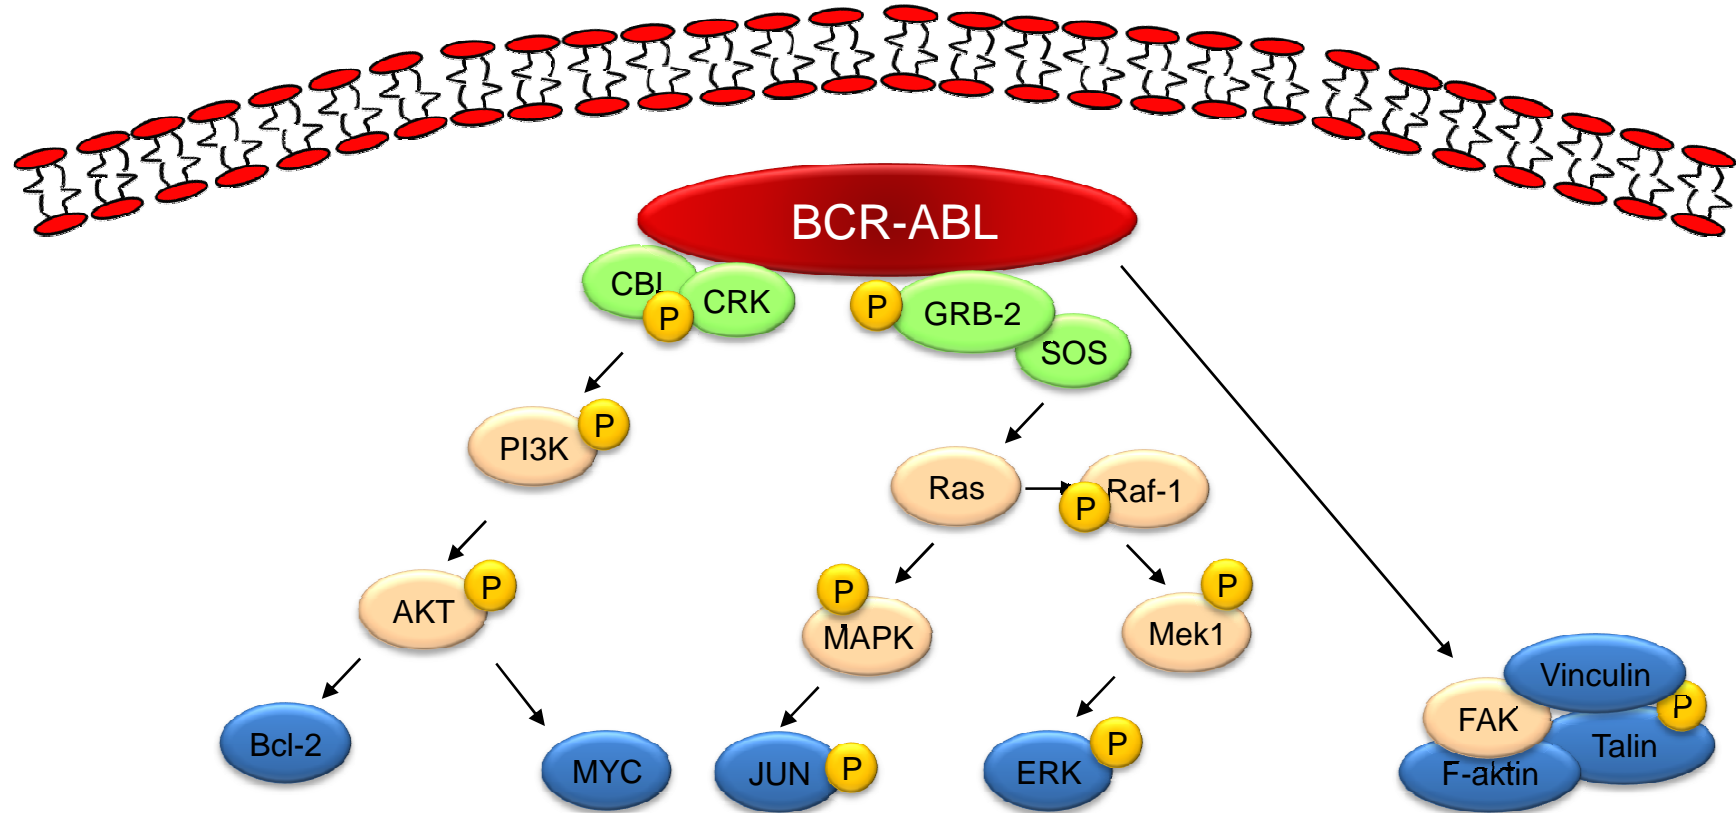 BCR-ABL
CBL
P
CRK
P
GRB-2
SOS
PI3K
P
Ras
P
Raf-1
AKT
P
P
MAPK
P
Mek1
Bcl-2
MYC
JUN
P
ERK
P
Vinculin
FAK
P
Talin
F-aktin